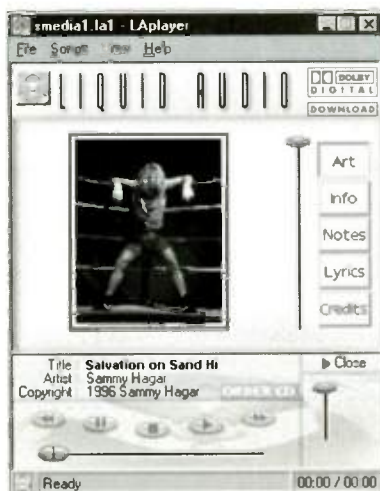 smedia1.la1 - LAplayer
File View Help
LIQUID AUDIO
DOLBY
DIGITAL
DOWNLOAD
Art
Info
Notes
Lyrics
Credits
Title Salvation on Sand Hi
Artist Sammy Hagar
Copyright 1996 Sammy Hagar
Close
Ready 00:00 / 00:00